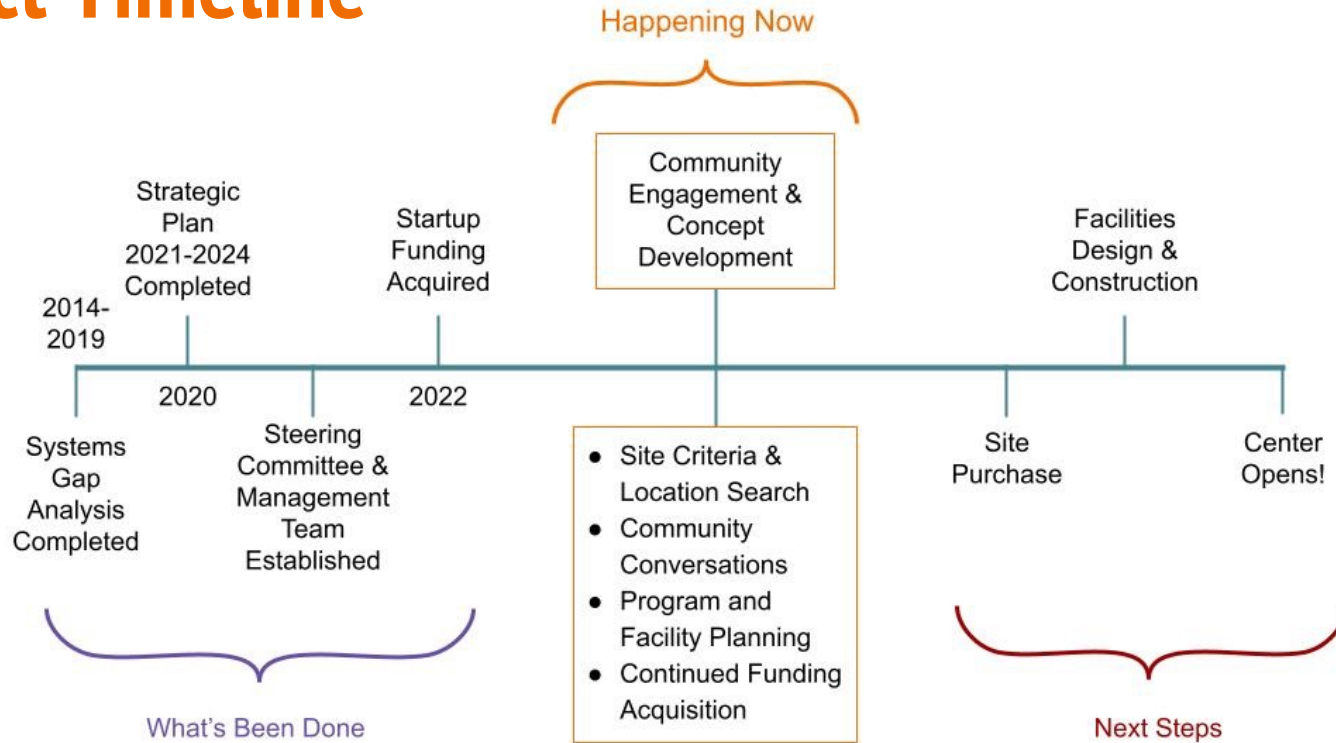 ct Timeline
Happening Now
Community
Engagement &
Concept
Development
Strategic
Plan
2021-2024
Completed
Startup
Funding
Acquired
Facilities
Design &
Construction
2014-
2019
2020
2022
Systems
Gap
Analysis
Completed
Steering
Committee &
Management
Team
Established
● Site Criteria &
Location Search
● Community
Conversations
● Program and
Facility Planning
● Continued Funding
Acquisition
Site
Purchase
Center
Opens!
What's Been Done
Next Steps